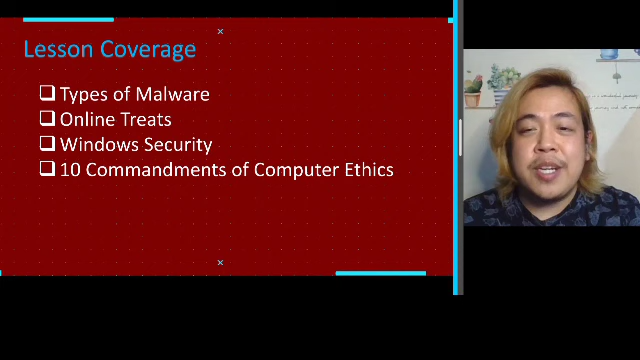 Lesson Coverage
Types of Malware
Online Treats
Windows Security
10 Commandments of Computer Ethics